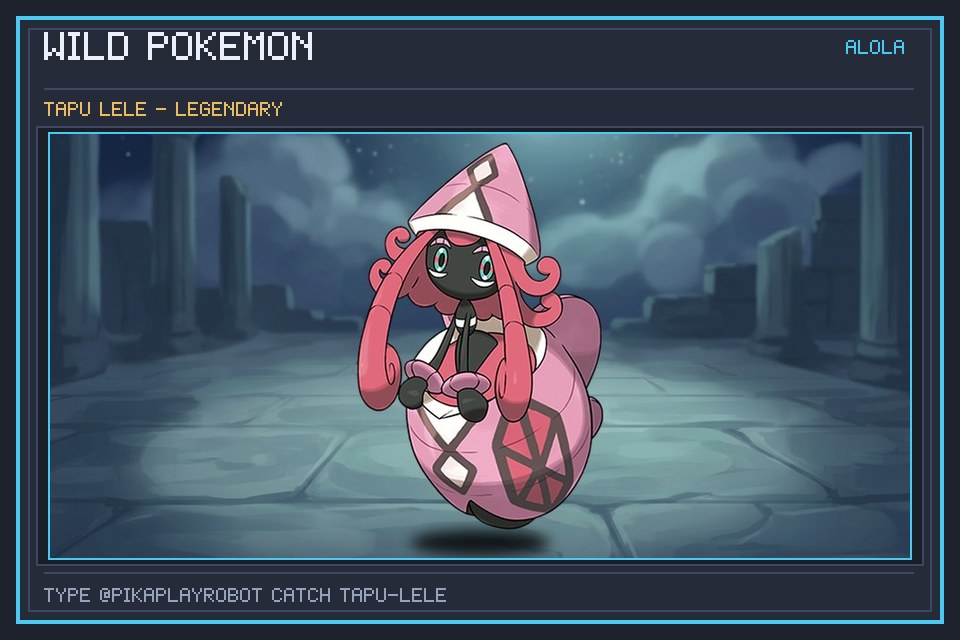 WILD POKEMON
ALOLA
TAPU LELE - LEGENDARY
TYPE @PIKAPLAYROBOT CATCH TAPU-LELE